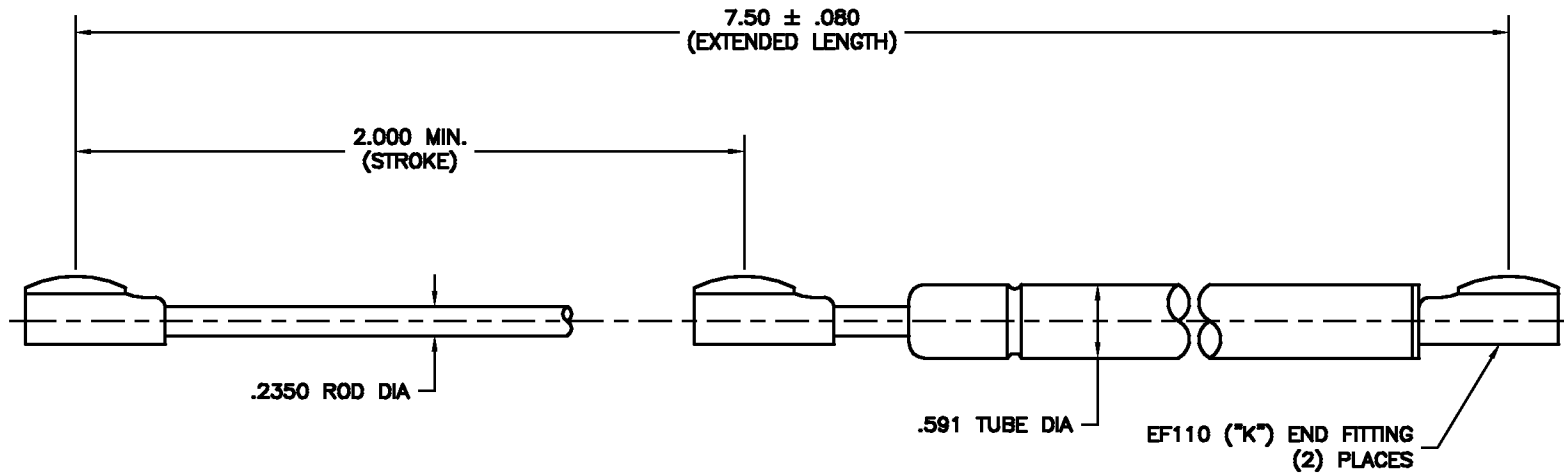 7.50 ± .080
(EXTENDED LENGTH)
2.000 MIN.
(STROKE)
.2350 ROD DIA
.591 TUBE DIA
EF110 ("K") END FITTING
(2) PLACES